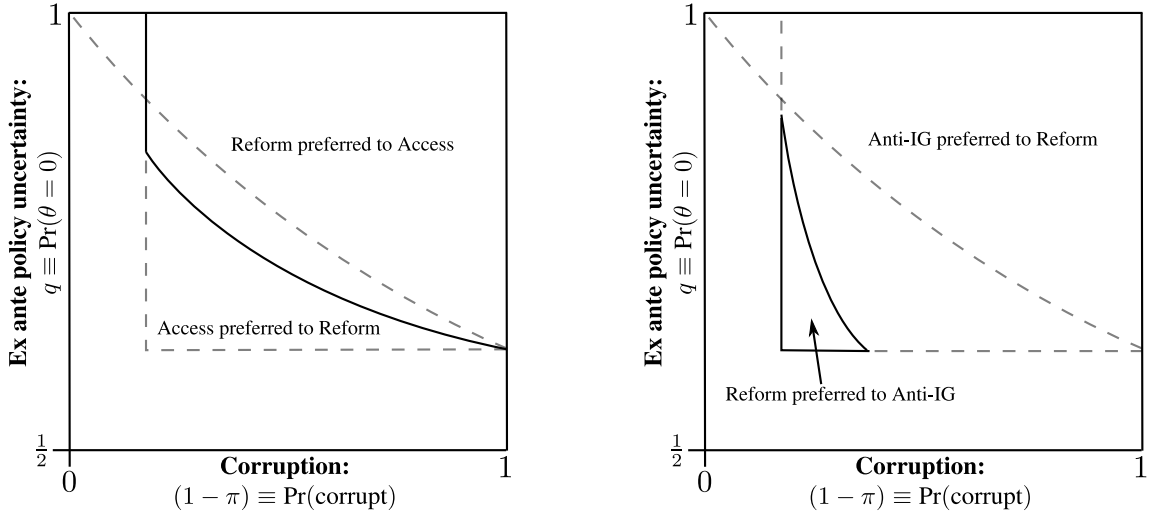 1
Ex ante policy uncertainty:
q ≡ Pr(θ = 0)
Reform preferred to Access
Access preferred to Reform
1/2
0
1
Corruption:
(1 − π) ≡ Pr(corrupt)
1
Ex ante policy uncertainty:
q ≡ Pr(θ = 0)
Anti-IG preferred to Reform
Reform preferred to Anti-IG
1/2
0
1
Corruption:
(1 − π) ≡ Pr(corrupt)